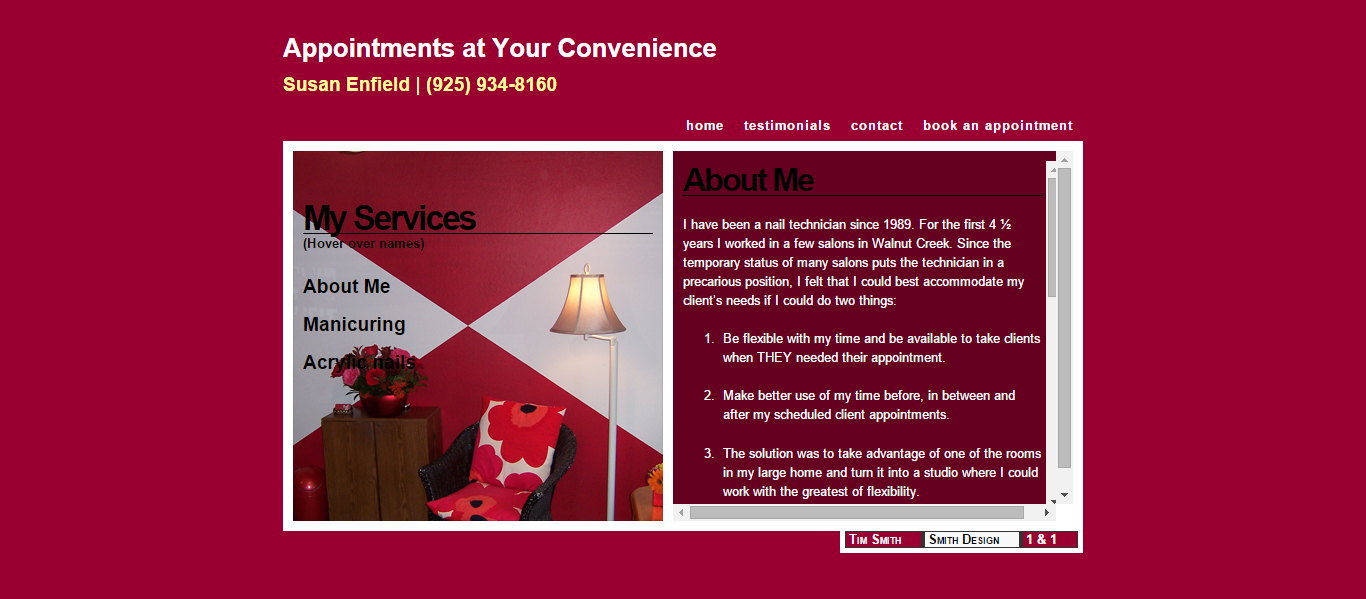 Appointments at Your Convenience
Susan Enfield | (925) 934-8160
home testimonials contact book an appointment
My Services
(Hover over names)
About Me
Manicuring
Acrylic nails
About Me
I have been a nail technician since 1989. For the first 4 ½
years I worked in a few salons in Walnut Creek. Since the
temporary status of many salons puts the technician in a
precarious position, I felt that I could best accommodate my
client's needs if I could do two things:
1. Be flexible with my time and be available to take clients
when THEY needed their appointment.
2. Make better use of my time before, in between and
after my scheduled client appointments.
3. The solution was to take advantage of one of the rooms
in my large home and turn it into a studio where I could
work with the greatest of flexibility.
Tim Smith Smith Design 1 & 1